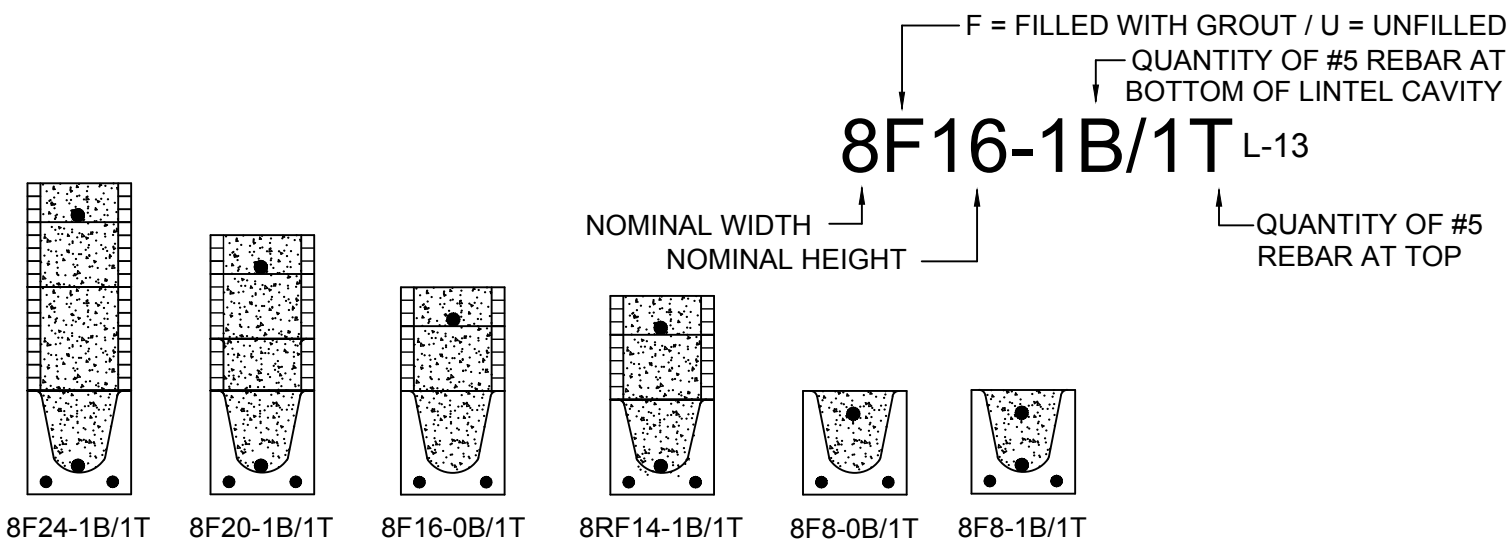 F = FILLED WITH GROUT / U = UNFILLED
QUANTITY OF #5 REBAR AT
BOTTOM OF LINTEL CAVITY
8F16-1B/1T L-13
NOMINAL WIDTH
NOMINAL HEIGHT
QUANTITY OF #5
REBAR AT TOP
8F24-1B/1T 8F20-1B/1T 8F16-0B/1T 8RF14-1B/1T 8F8-0B/1T 8F8-1B/1T